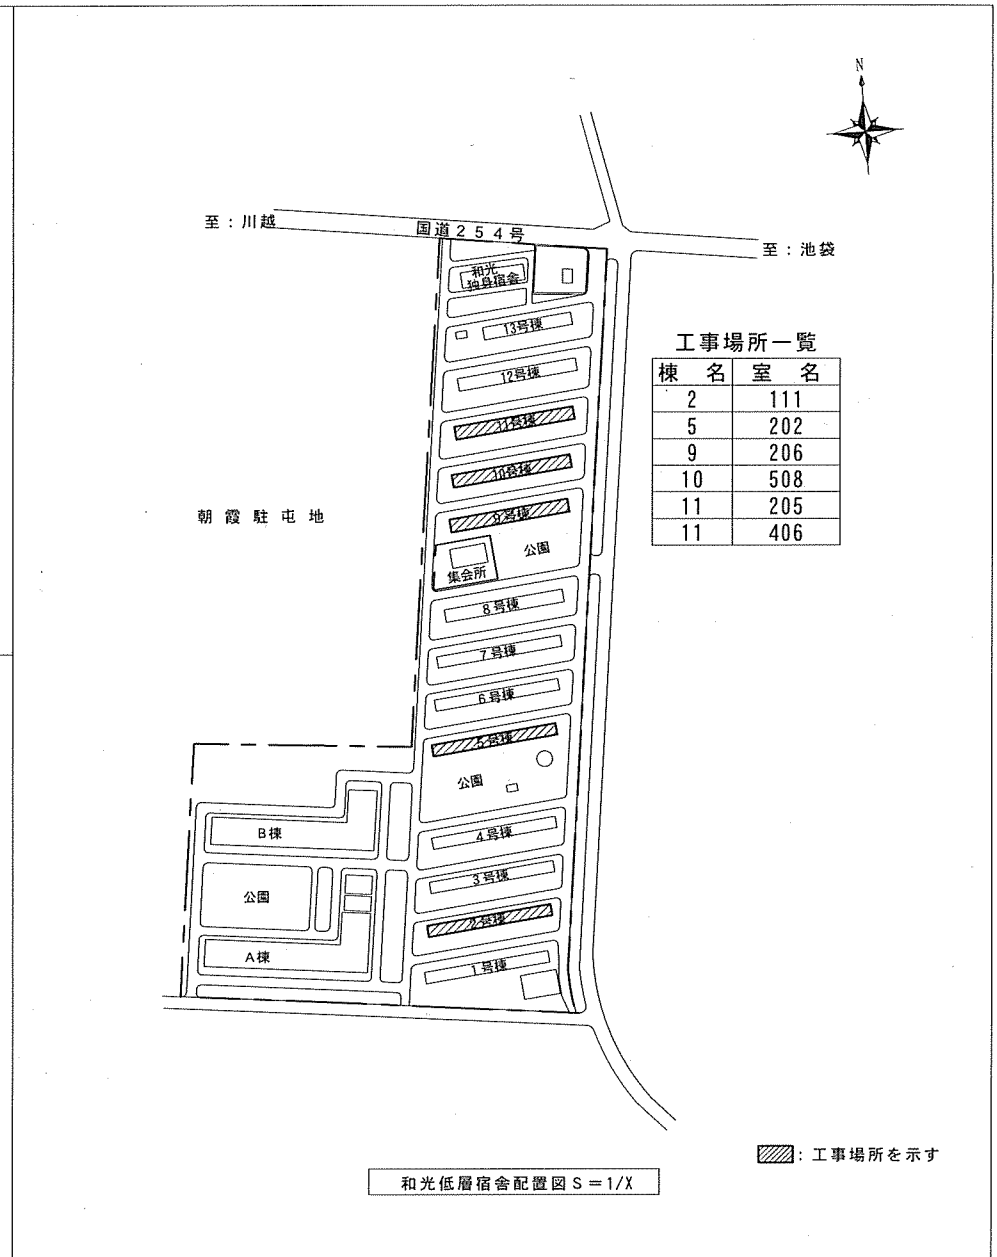 N
至：川越
国道２５４号
至：池袋
和光
独身宿舎
13号棟
工事場所一覧
棟　名　室　名
2　111
5　202
9　206
10　508
11　205
11　406
12号棟
11号棟
10号棟
9号棟
朝霞駐屯地
公園
集会所
8号棟
7号棟
6号棟
5号棟
公園
B棟
4号棟
3号棟
公園
2号棟
A棟
1号棟
：工事場所を示す
和光低層宿舎配置図 S＝1/X